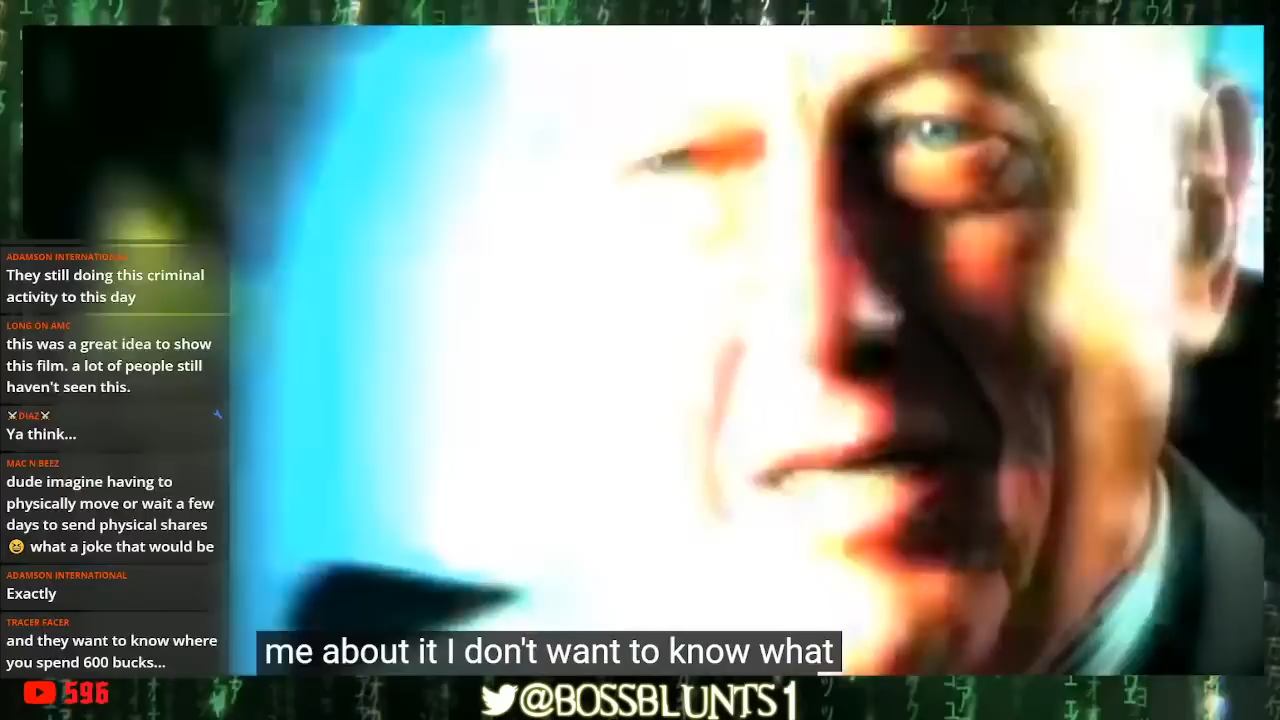 ADAMSON INTERNATIONAL
They still doing this criminal
activity to this day
LONG ON AMC
this was a great idea to show
this film. a lot of people still
haven't seen this.
⚔DIAZ⚔
Ya think...
MAC N BEEZ
dude imagine having to
physically move or wait a few
days to send physical shares
😆 what a joke that would be
ADAMSON INTERNATIONAL
Exactly
TRACER FACER
and they want to know where
you spend 600 bucks...
me about it I don't want to know what
596
@BOSSBLUNTS1